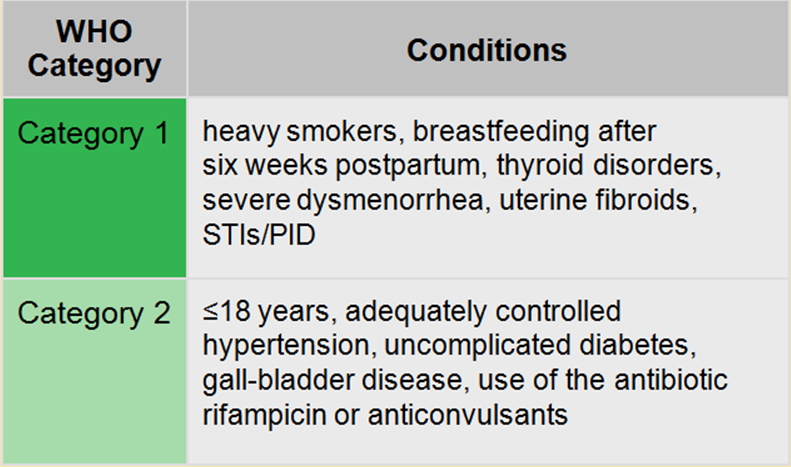 WHO
Category
Conditions
Category 1
heavy smokers, breastfeeding after
six weeks postpartum, thyroid disorders,
severe dysmenorrhea, uterine fibroids,
STIs/PID
Category 2
≤18 years, adequately controlled
hypertension, uncomplicated diabetes,
gall-bladder disease, use of the antibiotic
rifampicin or anticonvulsants